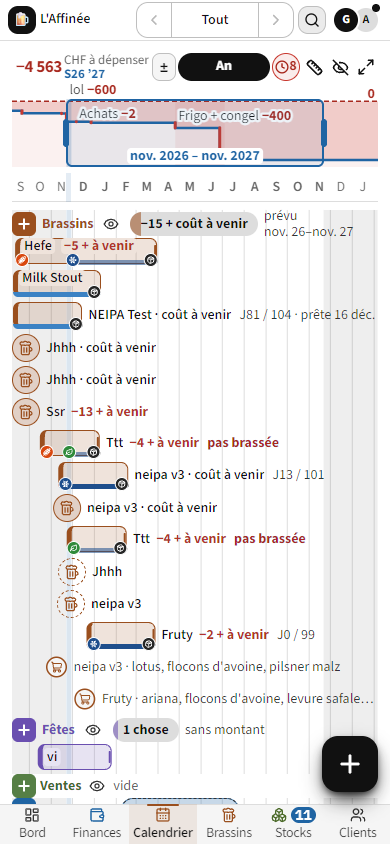 L'Affinée
Tout
G
A
−4 563
CHF à dépenser
S26 '27
±
An
8
lol −600
0
Achats −2
Frigo + congel −400
nov. 2026 – nov. 2027
S O N D J F M A M J J A S O N D J
Brassins
−15 + coût à venir
prévu
nov. 26–nov. 27
Hefe −5 + à venir
Milk Stout
NEIPA Test · coût à venir J81 / 104 · prête 16 déc.
Jhhh · coût à venir
Jhhh · coût à venir
Ssr −13 + à venir
Ttt −4 + à venir pas brassée
neipa v3 · coût à venir J13 / 101
neipa v3 · coût à venir
Ttt −4 + à venir pas brassée
Jhhh
neipa v3
Fruty −2 + à venir J0 / 99
neipa v3 · lotus, flocons d'avoine, pilsner malz
Fruty · ariana, flocons d'avoine, levure safale…
Fêtes
1 chose
sans montant
vi
Ventes
vide
Bord
Finances
Calendrier
Brassins
11
Stocks
Clients